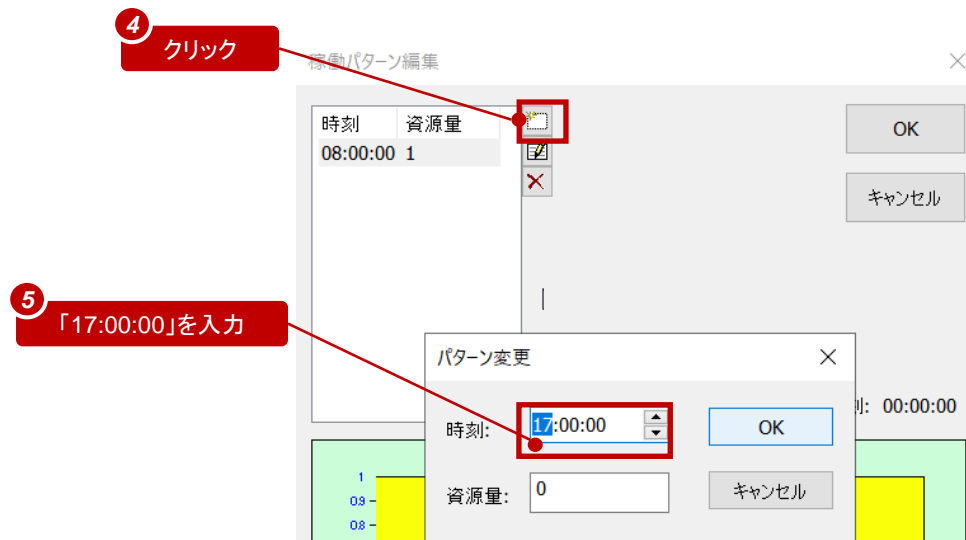 4
クリック
稼働パターン編集
時刻 資源量
08:00:00 1
OK
キャンセル
5
「17:00:00」を入力
パターン変更
時刻: 17:00:00
OK
刻: 00:00:00
資源量: 0
キャンセル
1
0.9
0.8